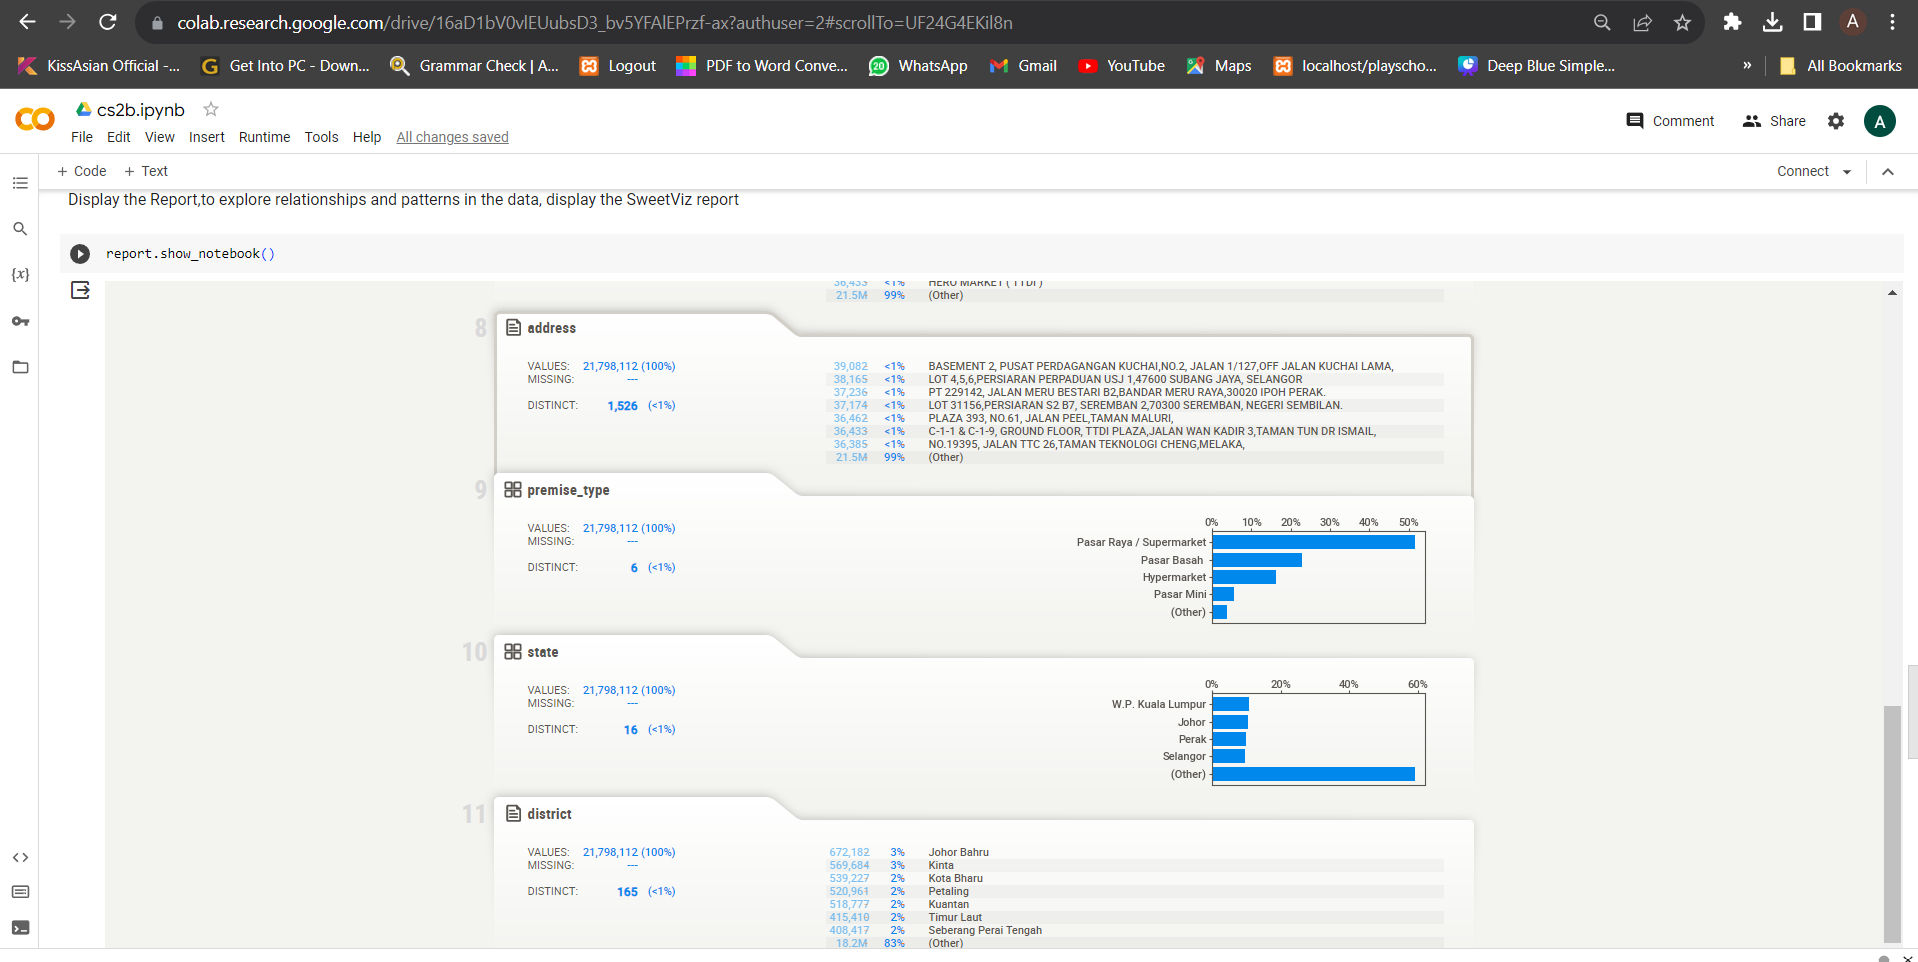 colab.research.google.com/drive/16aD1bV0vlEUubsD3_bv5YFAlEPrzf-ax?authuser=2#scrollTo=UF24G4EKil8n
A
KissAsian Official -...
Get Into PC - Down...
Grammar Check | A...
Logout
PDF to Word Conve...
20
WhatsApp
Gmail
YouTube
Maps
localhost/playscho...
Deep Blue Simple...
»
All Bookmarks
cs2b.ipynb
Comment
Share
A
File Edit View Insert Runtime Tools Help All changes saved
+ Code + Text
Connect
Display the Report,to explore relationships and patterns in the data, display the SweetViz report
report.show_notebook()
{x}
36,433 <1% HERO MARKET ( TTDI )
21.5M 99% (Other)
8 address
VALUES: 21,798,112 (100%)
MISSING: ---
DISTINCT: 1,526 (<1%)
39,082 <1% BASEMENT 2, PUSAT PERDAGANGAN KUCHAI,NO.2, JALAN 1/127,OFF JALAN KUCHAI LAMA,
38,165 <1% LOT 4,5,6,PERSIARAN PERPADUAN USJ 1,47600 SUBANG JAYA, SELANGOR
37,236 <1% PT 229142, JALAN MERU BESTARI B2,BANDAR MERU RAYA,30020 IPOH PERAK.
37,174 <1% LOT 31156,PERSIARAN S2 B7, SEREMBAN 2,70300 SEREMBAN, NEGERI SEMBILAN.
36,462 <1% PLAZA 393, NO.61, JALAN PEEL,TAMAN MALURI,
36,433 <1% C-1-1 & C-1-9, GROUND FLOOR, TTDI PLAZA,JALAN WAN KADIR 3,TAMAN TUN DR ISMAIL,
36,385 <1% NO.19395, JALAN TTC 26,TAMAN TEKNOLOGI CHENG,MELAKA,
21.5M 99% (Other)
9 premise_type
VALUES: 21,798,112 (100%)
MISSING: ---
DISTINCT: 6 (<1%)
0% 10% 20% 30% 40% 50%
Pasar Raya / Supermarket
Pasar Basah
Hypermarket
Pasar Mini
(Other)
10 state
VALUES: 21,798,112 (100%)
MISSING: ---
DISTINCT: 16 (<1%)
0% 20% 40% 60%
W.P. Kuala Lumpur
Johor
Perak
Selangor
(Other)
11 district
VALUES: 21,798,112 (100%)
MISSING: ---
DISTINCT: 165 (<1%)
672,182 3% Johor Bahru
569,684 3% Kinta
539,227 2% Kota Bharu
520,961 2% Petaling
518,777 2% Kuantan
415,410 2% Timur Laut
408,417 2% Seberang Perai Tengah
18.2M 83% (Other)